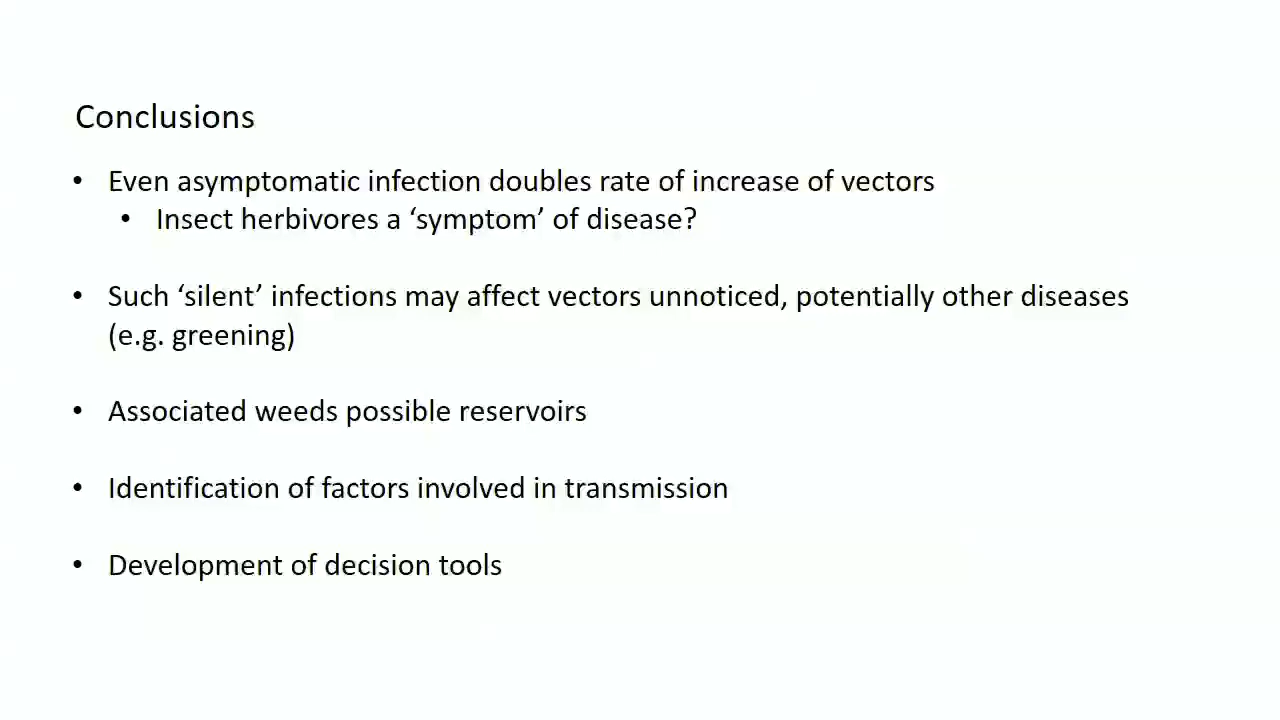 Conclusions
• Even asymptomatic infection doubles rate of increase of vectors
• Insect herbivores a ‘symptom’ of disease?
• Such ‘silent’ infections may affect vectors unnoticed, potentially other diseases
(e.g. greening)
• Associated weeds possible reservoirs
• Identification of factors involved in transmission
• Development of decision tools